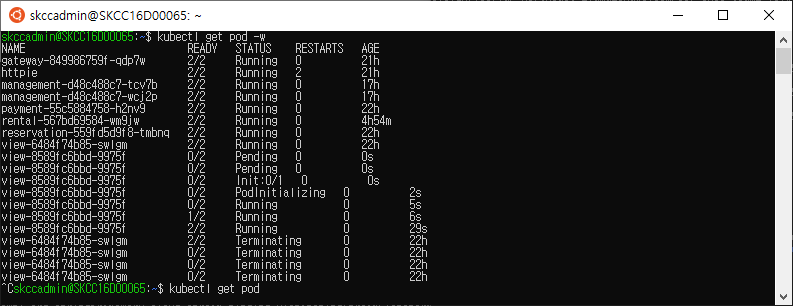 skccadmin@SKCC16D00065: ~
skccadmin@SKCC16D00065:~$ kubectl get pod -w
NAME READY STATUS RESTARTS AGE
gateway-849986759f-qdp7w 2/2 Running 0 21h
httpie 2/2 Running 2 21h
management-d48c488c7-tcv7b 2/2 Running 0 17h
management-d48c488c7-wcj2p 2/2 Running 0 17h
payment-55c5884758-h2nv9 2/2 Running 0 22h
rental-567bd69584-wm9jw 2/2 Running 0 4h54m
reservation-559fd5d9f8-tmbnq 2/2 Running 0 22h
view-6484f74b85-swlgm 2/2 Running 0 22h
view-8589fc6bbd-9975f 0/2 Pending 0 0s
view-8589fc6bbd-9975f 0/2 Pending 0 0s
view-8589fc6bbd-9975f 0/2 Init:0/1 0 0s
view-8589fc6bbd-9975f 0/2 PodInitializing 0 2s
view-8589fc6bbd-9975f 0/2 Running 0 5s
view-8589fc6bbd-9975f 1/2 Running 0 6s
view-8589fc6bbd-9975f 2/2 Running 0 29s
view-6484f74b85-swlgm 2/2 Terminating 0 22h
view-6484f74b85-swlgm 0/2 Terminating 0 22h
view-6484f74b85-swlgm 0/2 Terminating 0 22h
view-6484f74b85-swlgm 0/2 Terminating 0 22h
^Cskccadmin@SKCC16D00065:~$ kubectl get pod